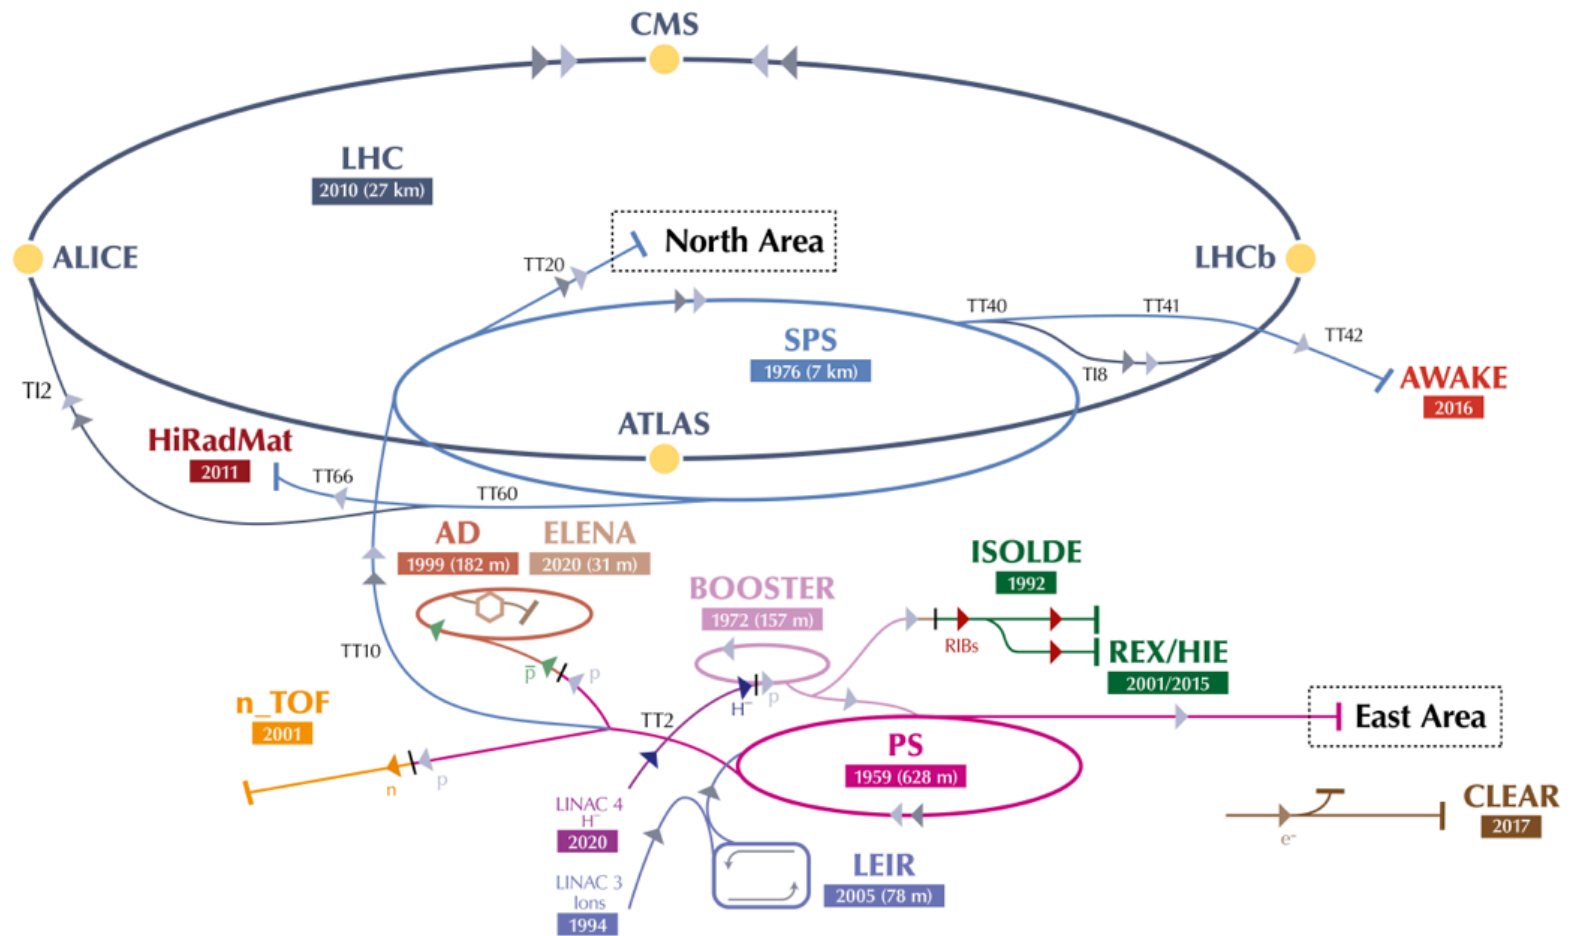 CMS
LHC
2010 (27 km)
North Area
TT20
ALICE
LHCb
TT40
TT41
TT42
SPS
1976 (7 km)
TI8
AWAKE
2016
TI2
ATLAS
HiRadMat
2011
TT66
TT60
AD
1999 (182 m)
ELENA
2020 (31 m)
ISOLDE
1992
BOOSTER
1972 (157 m)
RIBs
REX/HIE
2001/2015
TT10
p̅
p
H⁻
p
n_TOF
2001
TT2
East Area
PS
1959 (628 m)
n
p
LINAC 4
H⁻
2020
CLEAR
2017
e⁻
LEIR
2005 (78 m)
LINAC 3
Ions
1994